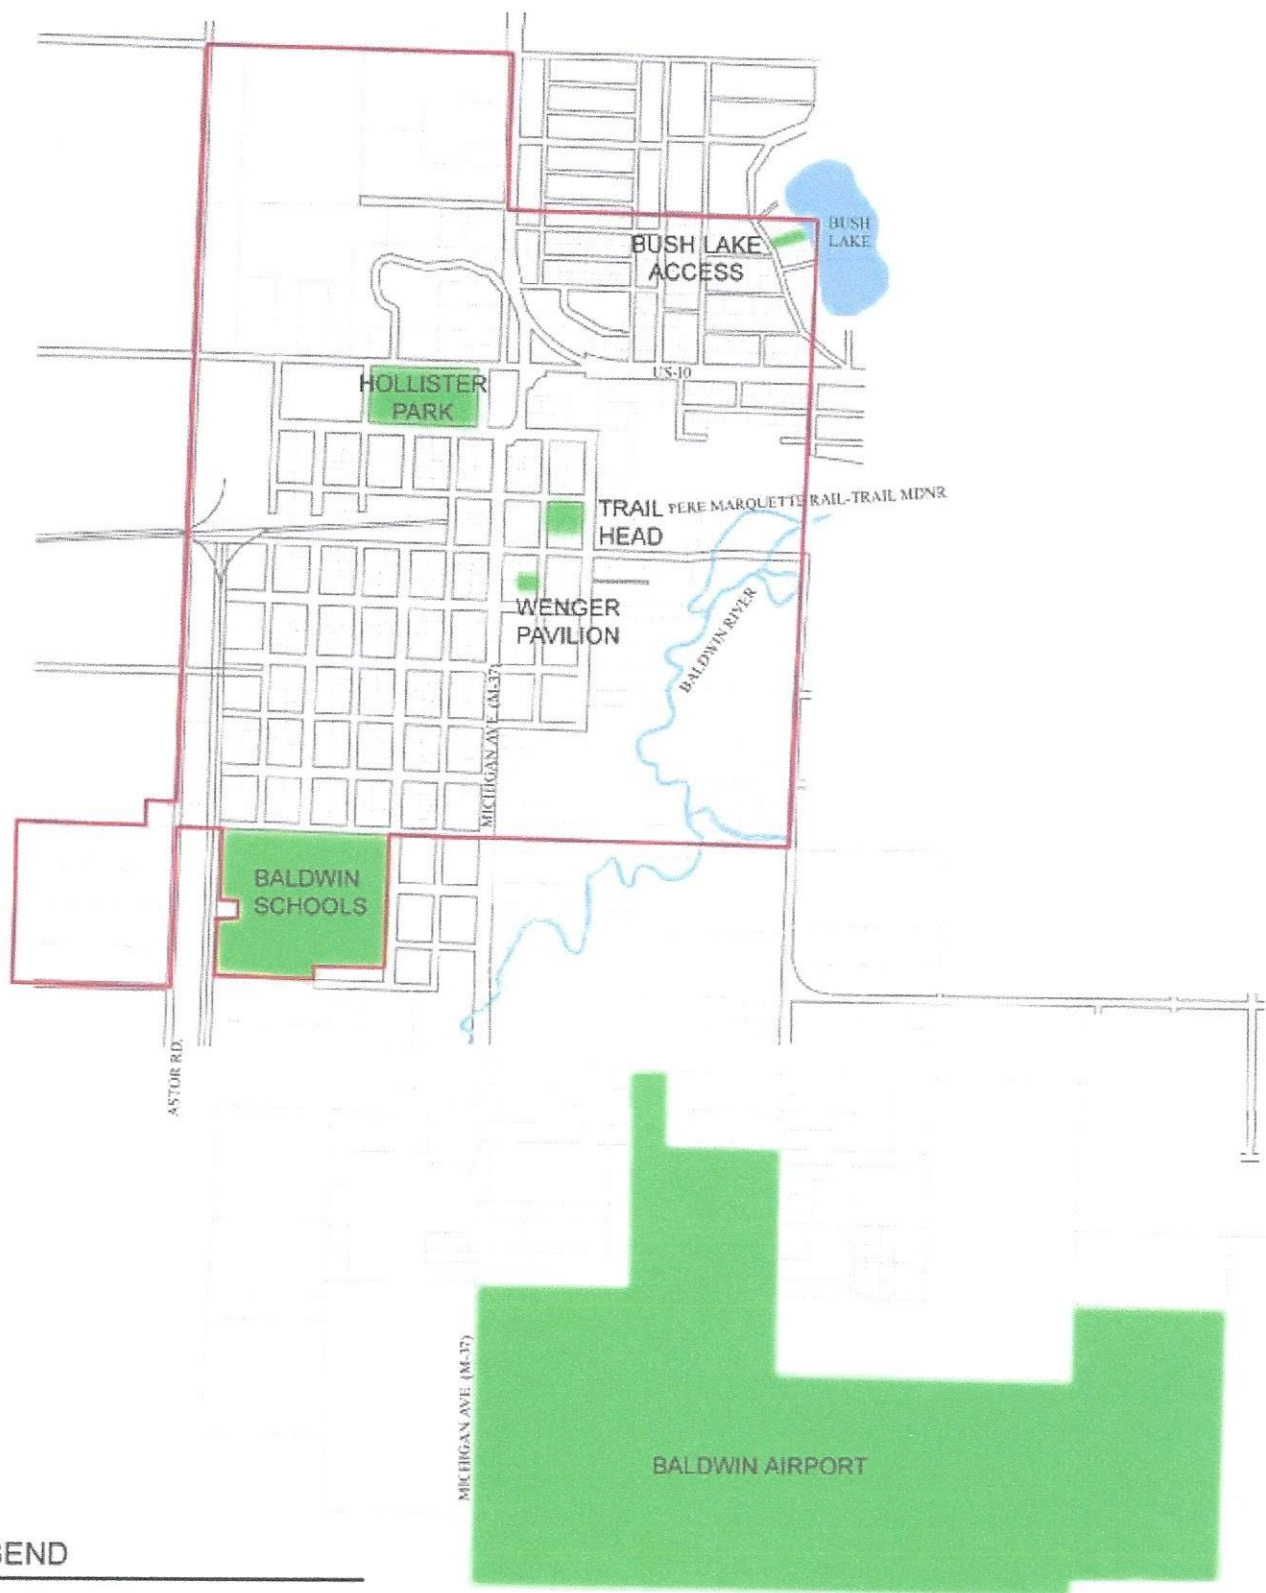 BUSH
LAKE
BUSH LAKE
ACCESS
US-10
HOLLISTER
PARK
TRAIL
HEAD
PERE MARQUETTE RAIL-TRAIL MDNR
WENGER
PAVILION
BALDWIN RIVER
MICHIGAN AVE. (M-37)
BALDWIN
SCHOOLS
ASTOR RD.
MICHIGAN AVE. (M-37)
BALDWIN AIRPORT
GEND